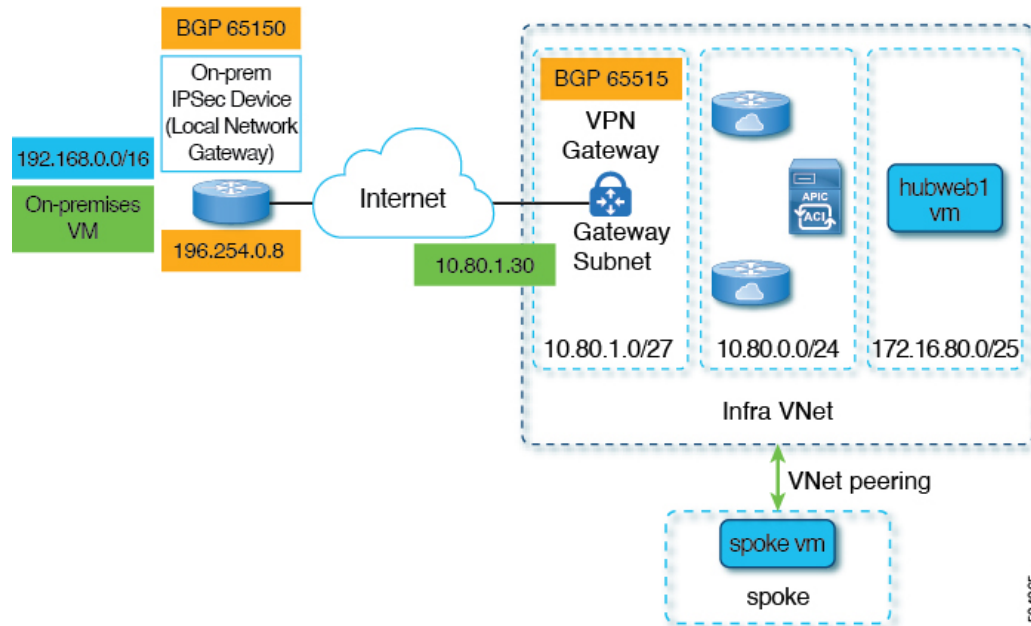 BGP 65150
On-prem
IPSec Device
(Local Network
Gateway)
192.168.0.0/16
On-premises
VM
196.254.0.8
Internet
10.80.1.30
BGP 65515
VPN
Gateway
Gateway
Subnet
10.80.1.0/27
APIC
ACI
10.80.0.0/24
hubweb1
vm
172.16.80.0/25
Infra VNet
VNet peering
spoke vm
spoke